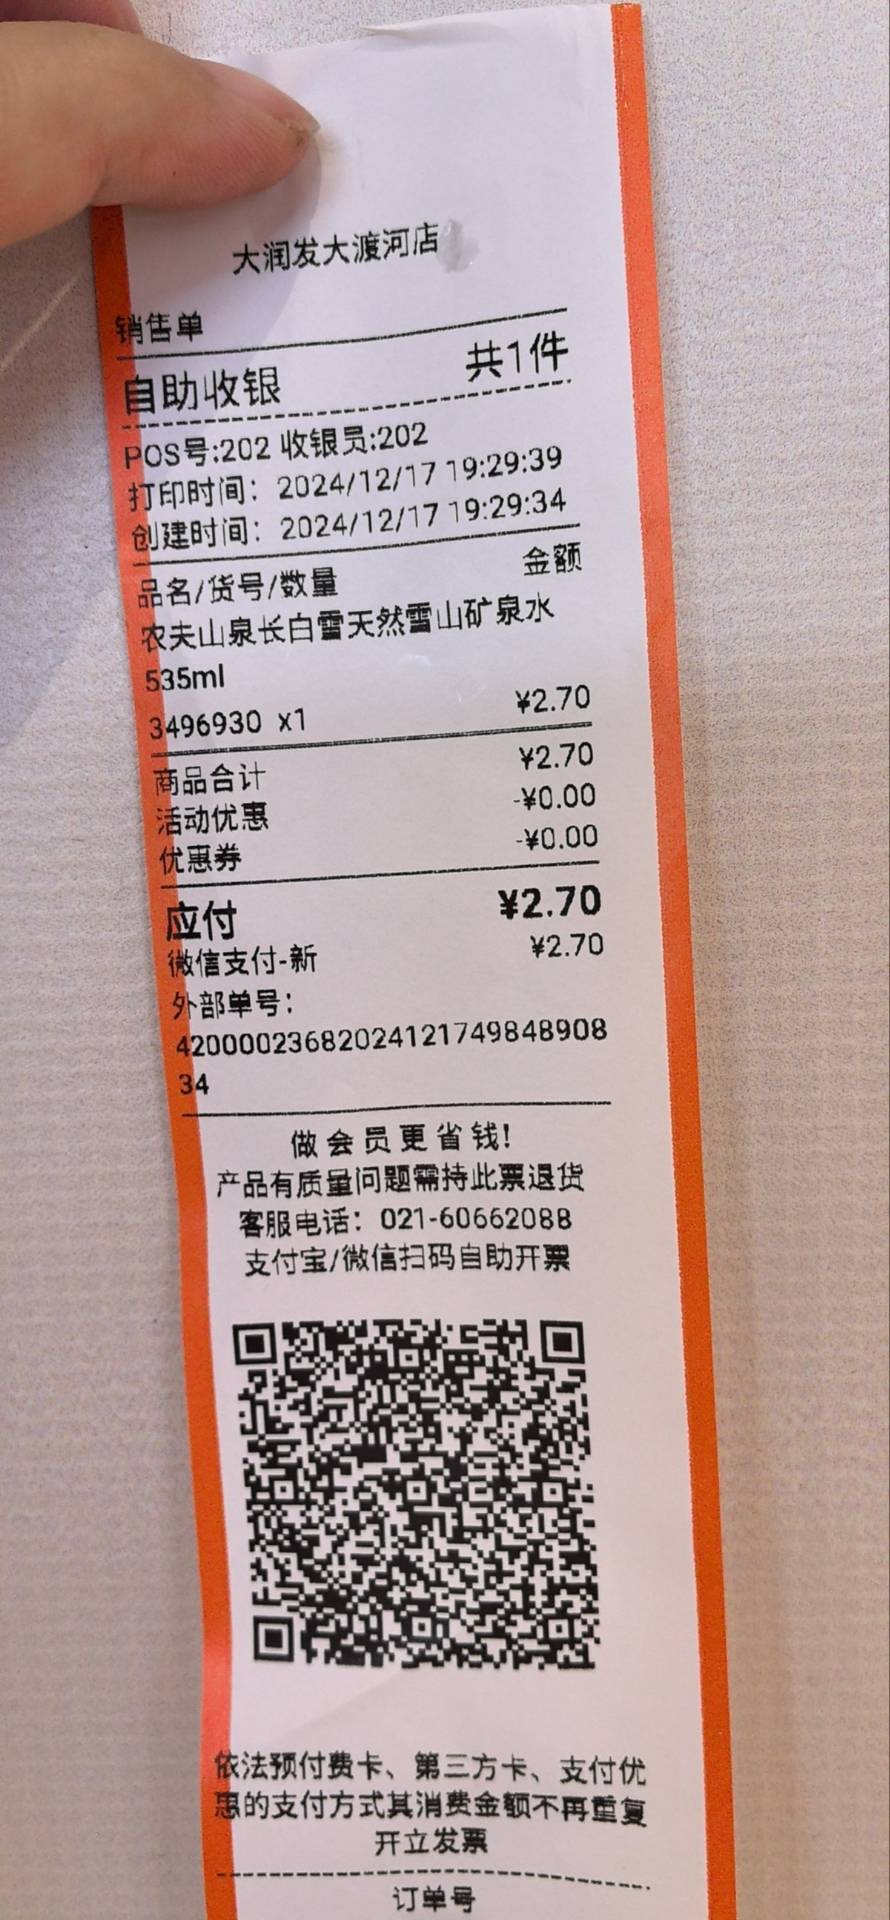 大润发大渡河店
销售单
自助收银 共1件
POS号:202 收银员:202
打印时间：2024/12/17 19:29:39
创建时间：2024/12/17 19:29:34
品名/货号/数量 金额
农夫山泉长白雪天然雪山矿泉水
535ml
3496930 x1 ¥2.70
商品合计 ¥2.70
活动优惠 -¥0.00
优惠券 -¥0.00
应付 ¥2.70
微信支付-新 ¥2.70
外部单号：
42000023682024121749848908
34
做会员更省钱!
产品有质量问题需持此票退货
客服电话：021-60662088
支付宝/微信扫码自助开票
依法预付费卡、第三方卡、支付优
惠的支付方式其消费金额不再重复
开立发票
订单号